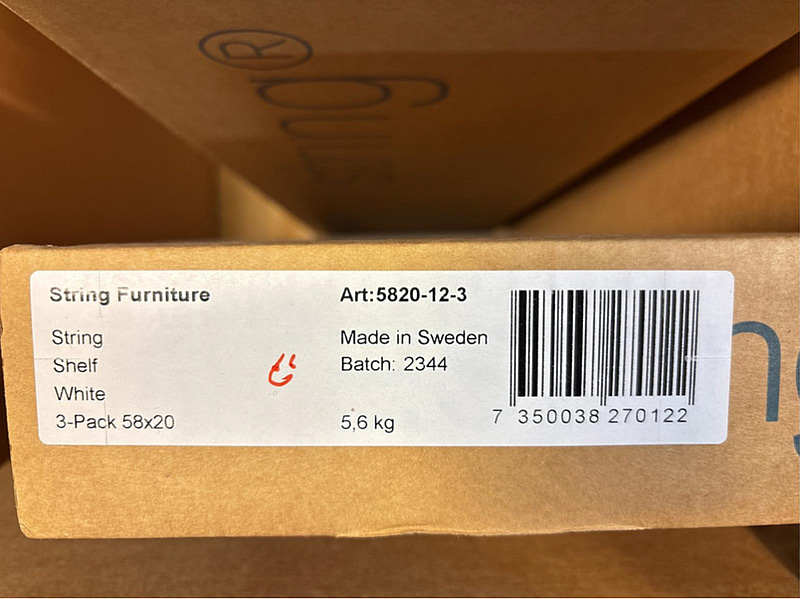 string®
String Furniture
Art:5820-12-3
String
Made in Sweden
Shelf
Batch: 2344
White
3-Pack 58x20
5,6 kg
7 350038 270122